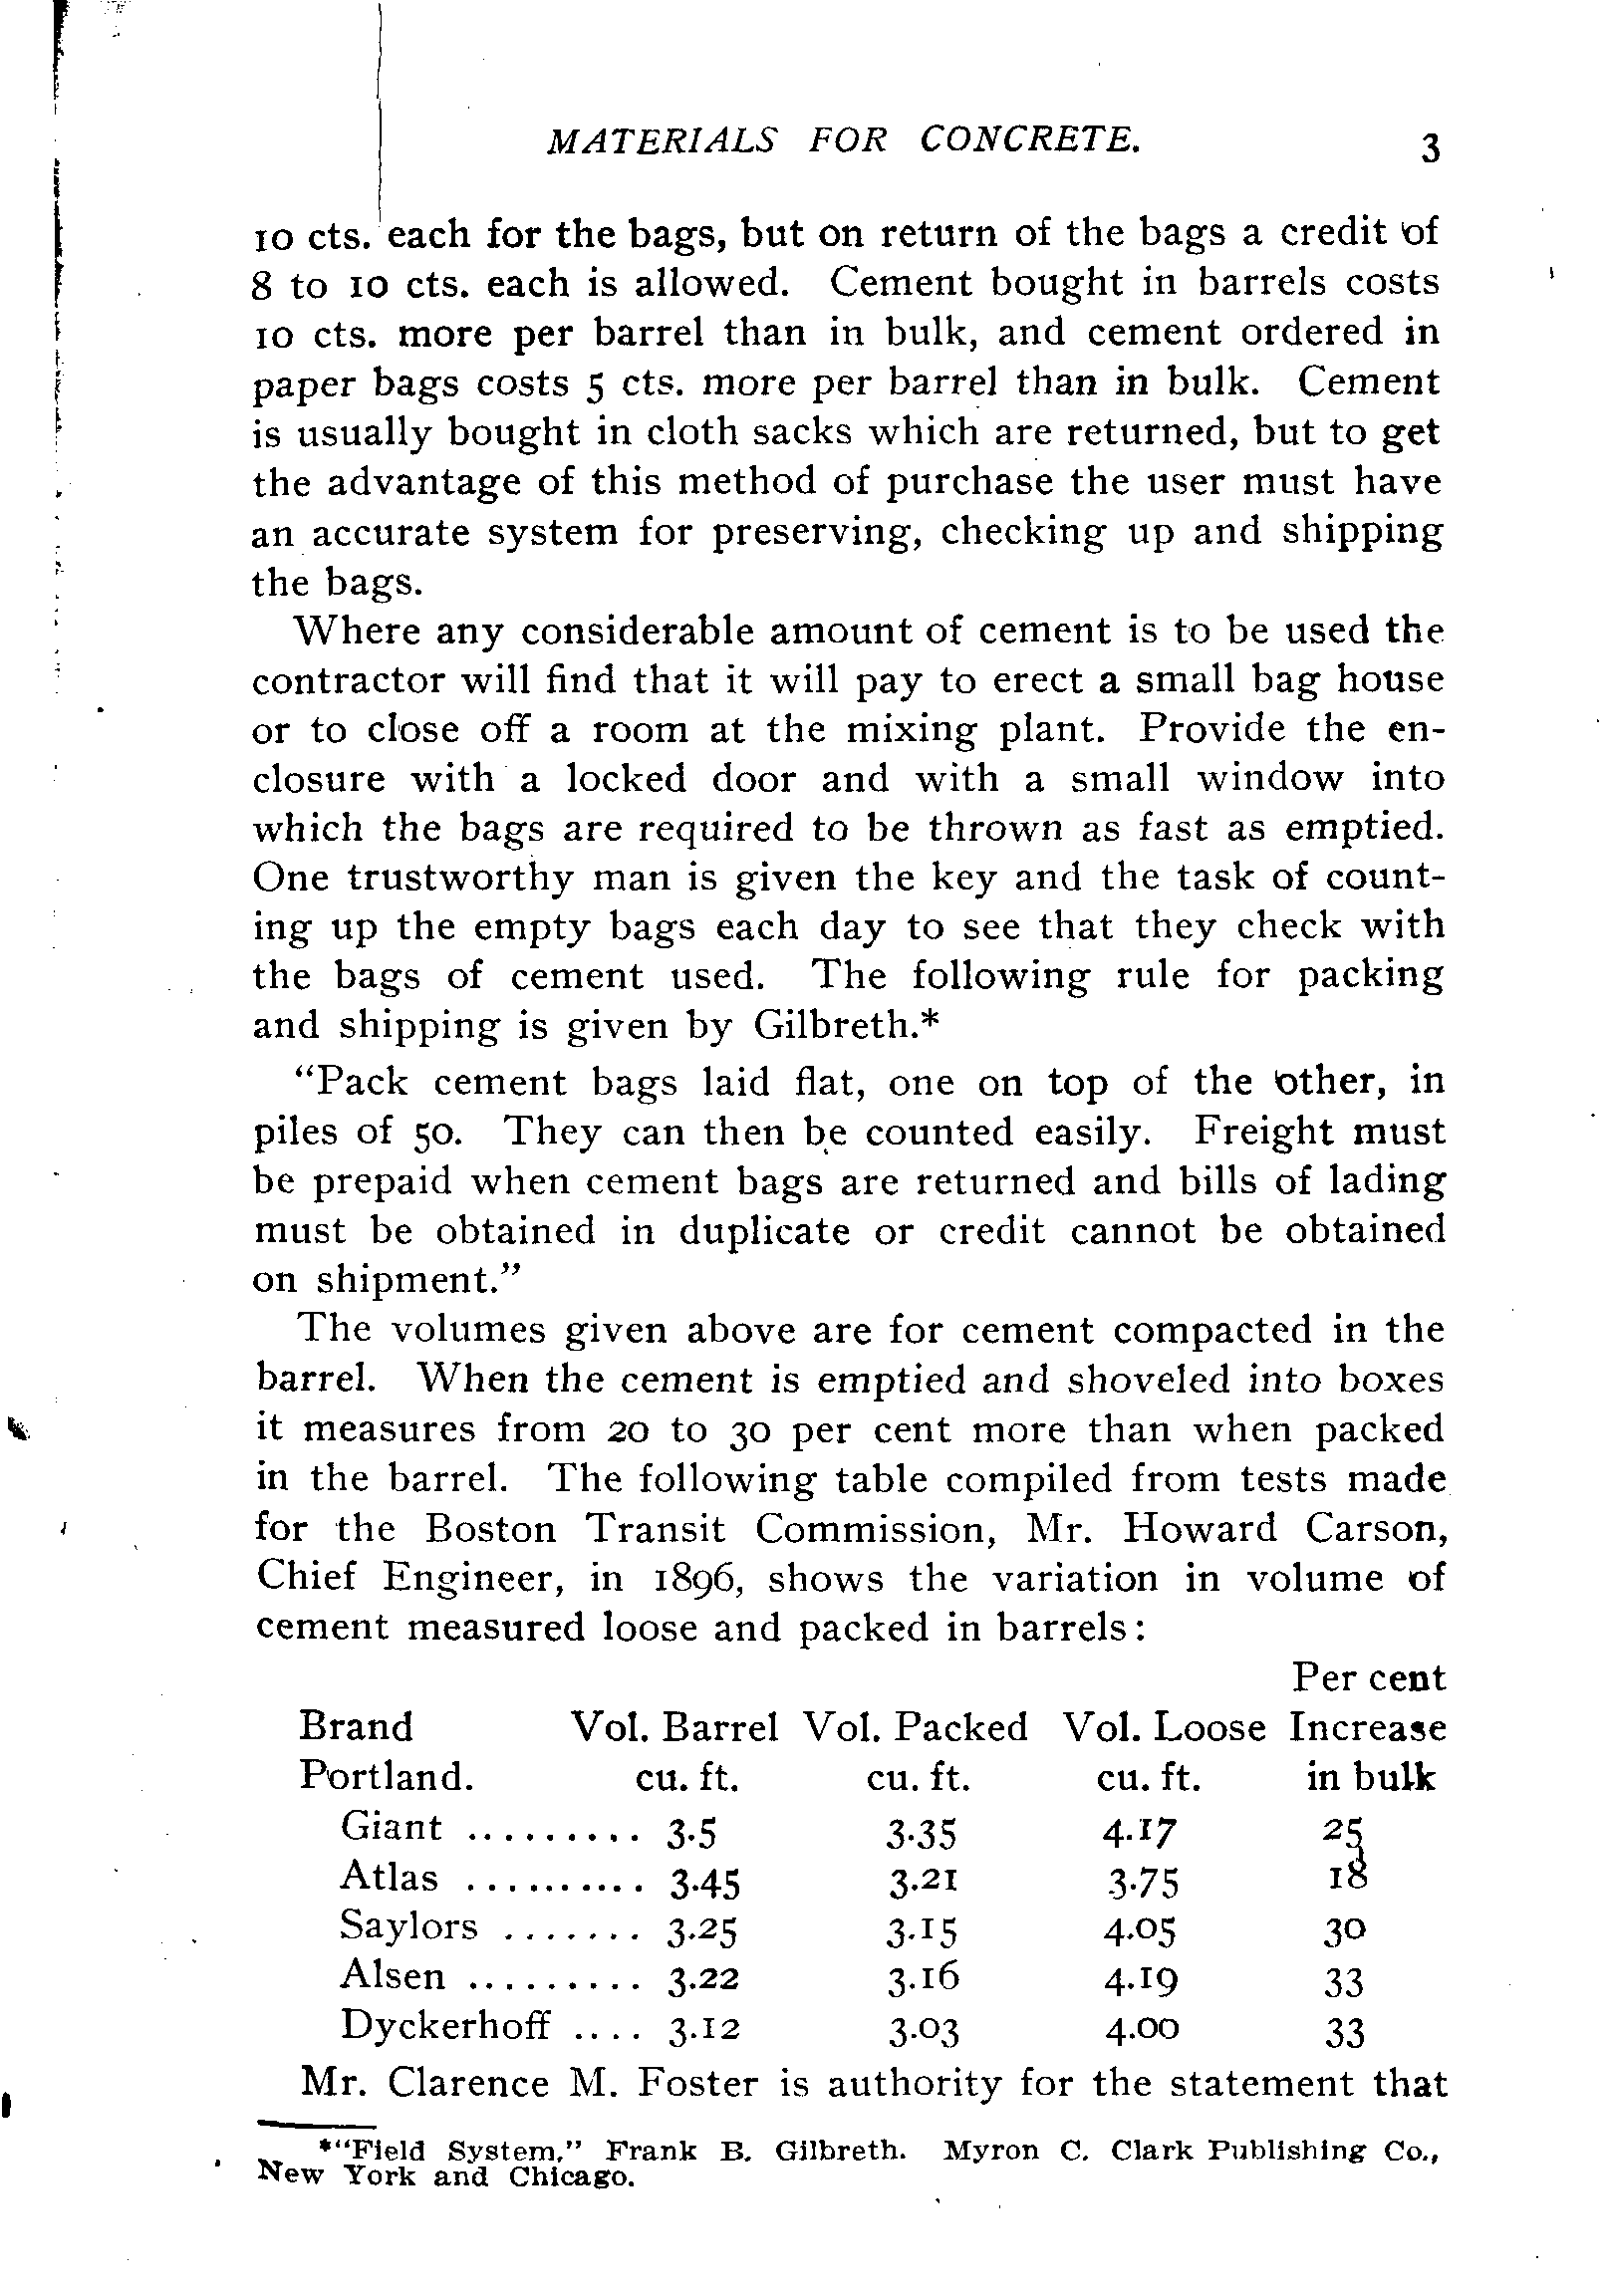 MATERIALS FOR CONCRETE. 3
10 cts. each for the bags, but on return of the bags a credit of
8 to 10 cts. each is allowed. Cement bought in barrels costs
10 cts. more per barrel than in bulk, and cement ordered in
paper bags costs 5 cts. more per barrel than in bulk. Cement
is usually bought in cloth sacks which are returned, but to get
the advantage of this method of purchase the user must have
an accurate system for preserving, checking up and shipping
the bags.
Where any considerable amount of cement is to be used the
contractor will find that it will pay to erect a small bag house
or to close off a room at the mixing plant. Provide the en-
closure with a locked door and with a small window into
which the bags are required to be thrown as fast as emptied.
One trustworthy man is given the key and the task of count-
ing up the empty bags each day to see that they check with
the bags of cement used. The following rule for packing
and shipping is given by Gilbreth.*
"Pack cement bags laid flat, one on top of the other, in
piles of 50. They can then be counted easily. Freight must
be prepaid when cement bags are returned and bills of lading
must be obtained in duplicate or credit cannot be obtained
on shipment."
The volumes given above are for cement compacted in the
barrel. When the cement is emptied and shoveled into boxes
it measures from 20 to 30 per cent more than when packed
in the barrel. The following table compiled from tests made
for the Boston Transit Commission, Mr. Howard Carson,
Chief Engineer, in 1896, shows the variation in volume of
cement measured loose and packed in barrels:
Per cent
Brand Vol. Barrel Vol. Packed Vol. Loose Increase
Portland. cu. ft. cu. ft. cu. ft. in bulk
Giant ......... 3.5 3.35 4.17 25
Atlas .......... 3.45 3.21 3.75 18
Saylors ....... 3.25 3.15 4.05 30
Alsen ......... 3.22 3.16 4.19 33
Dyckerhoff .... 3.12 3.03 4.00 33
Mr. Clarence M. Foster is authority for the statement that
*"Field System," Frank B. Gilbreth. Myron C. Clark Publishing Co.,
New York and Chicago.